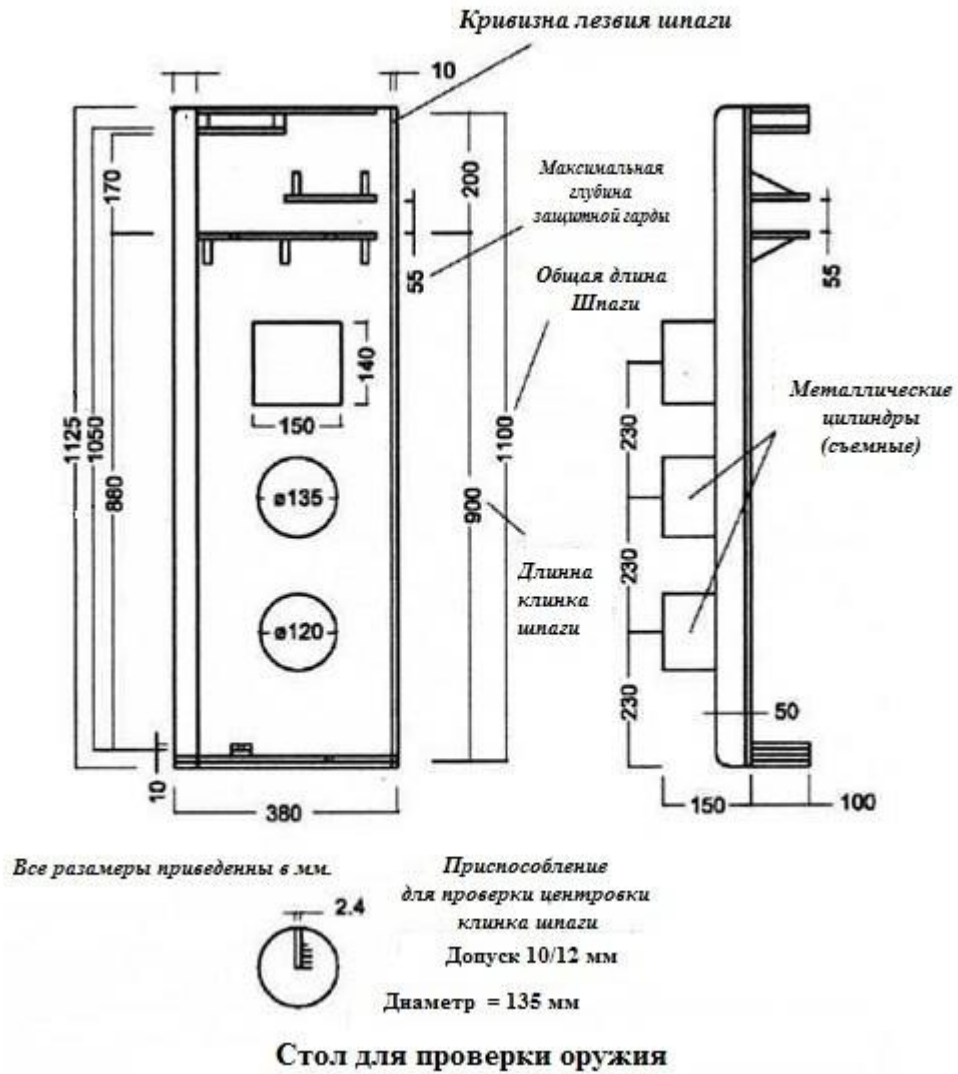 Кривизна лезвия шпаги
10
170
200
Максимальная
глубина
защитной гарды
55
55
Общая длина
Шпаги
140
150
1125
1050
880
1100
900
230
Металлические
цилиндры
(съемные)
ø135
Длинна
клинка
шпаги
230
ø120
230
50
10
380
150
100
Все разамеры приведенны в мм.
Приспособление
для проверки центровки
клинка шпаги
2.4
Допуск 10/12 мм
Диаметр = 135 мм
Стол для проверки оружия